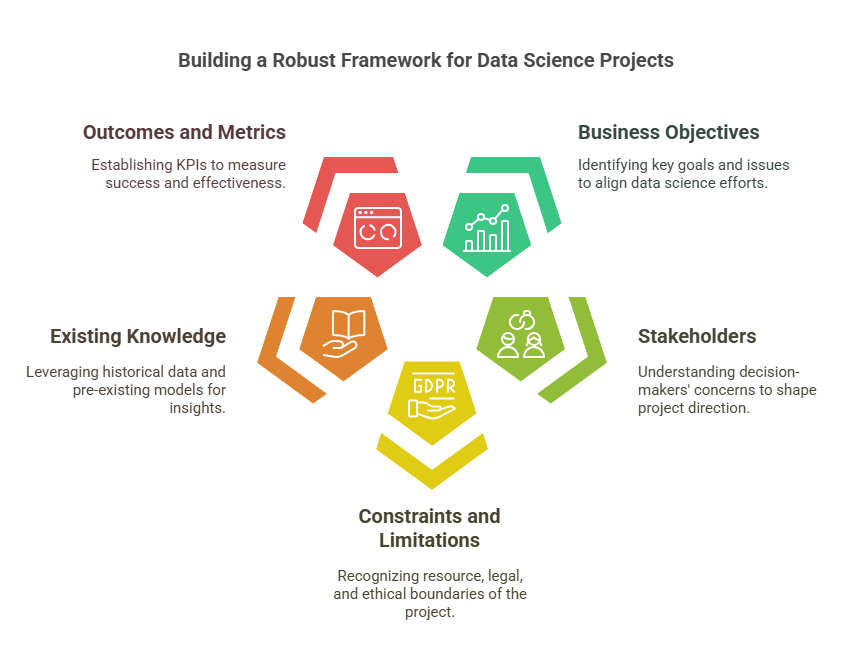 Building a Robust Framework for Data Science Projects
Outcomes and Metrics
Establishing KPIs to measure
success and effectiveness.
Business Objectives
Identifying key goals and issues
to align data science efforts.
Existing Knowledge
Leveraging historical data and
pre-existing models for
insights.
Stakeholders
Understanding decision-
makers' concerns to shape
project direction.
GDPR
Constraints and
Limitations
Recognizing resource, legal,
and ethical boundaries of the
project.